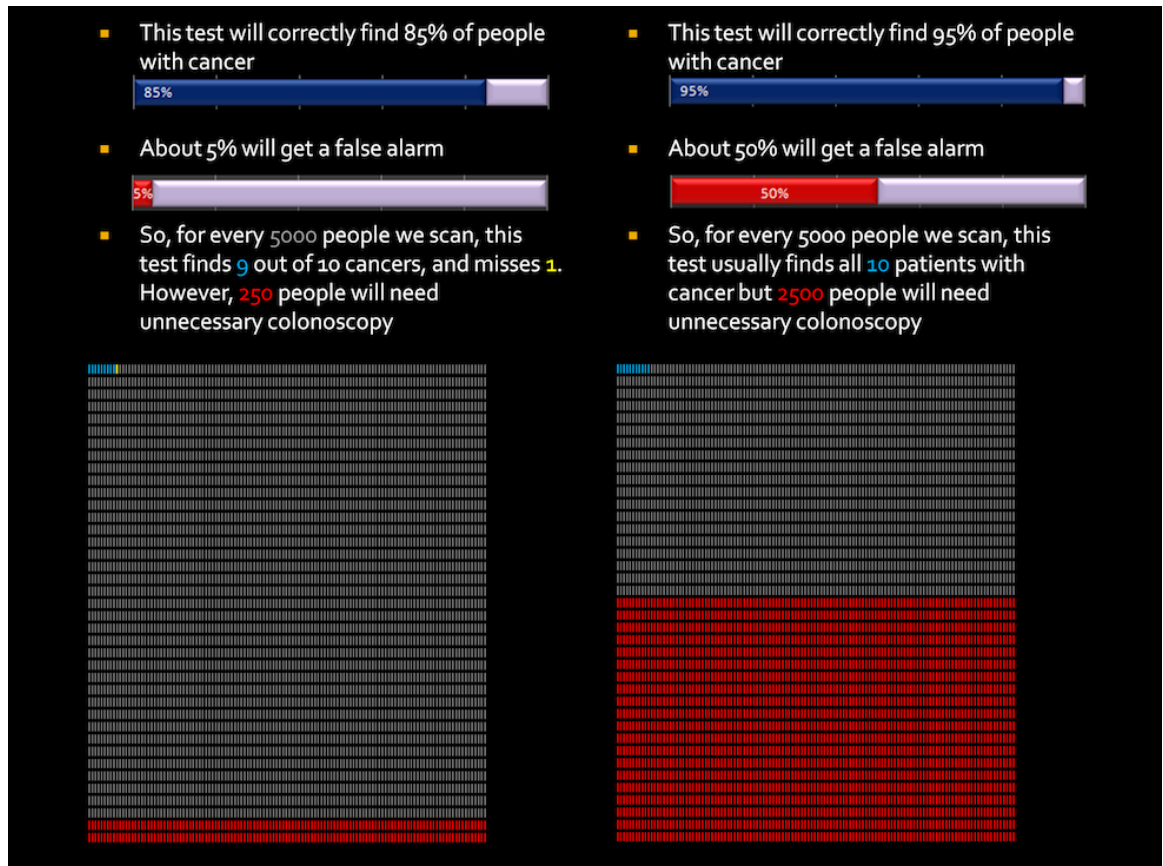 This test will correctly find 85% of people
with cancer
85%
About 5% will get a false alarm
5%
So, for every 5000 people we scan, this
test finds 9 out of 10 cancers, and misses 1.
However, 250 people will need
unnecessary colonoscopy
This test will correctly find 95% of people
with cancer
95%
About 50% will get a false alarm
50%
So, for every 5000 people we scan, this
test usually finds all 10 patients with
cancer but 2500 people will need
unnecessary colonoscopy